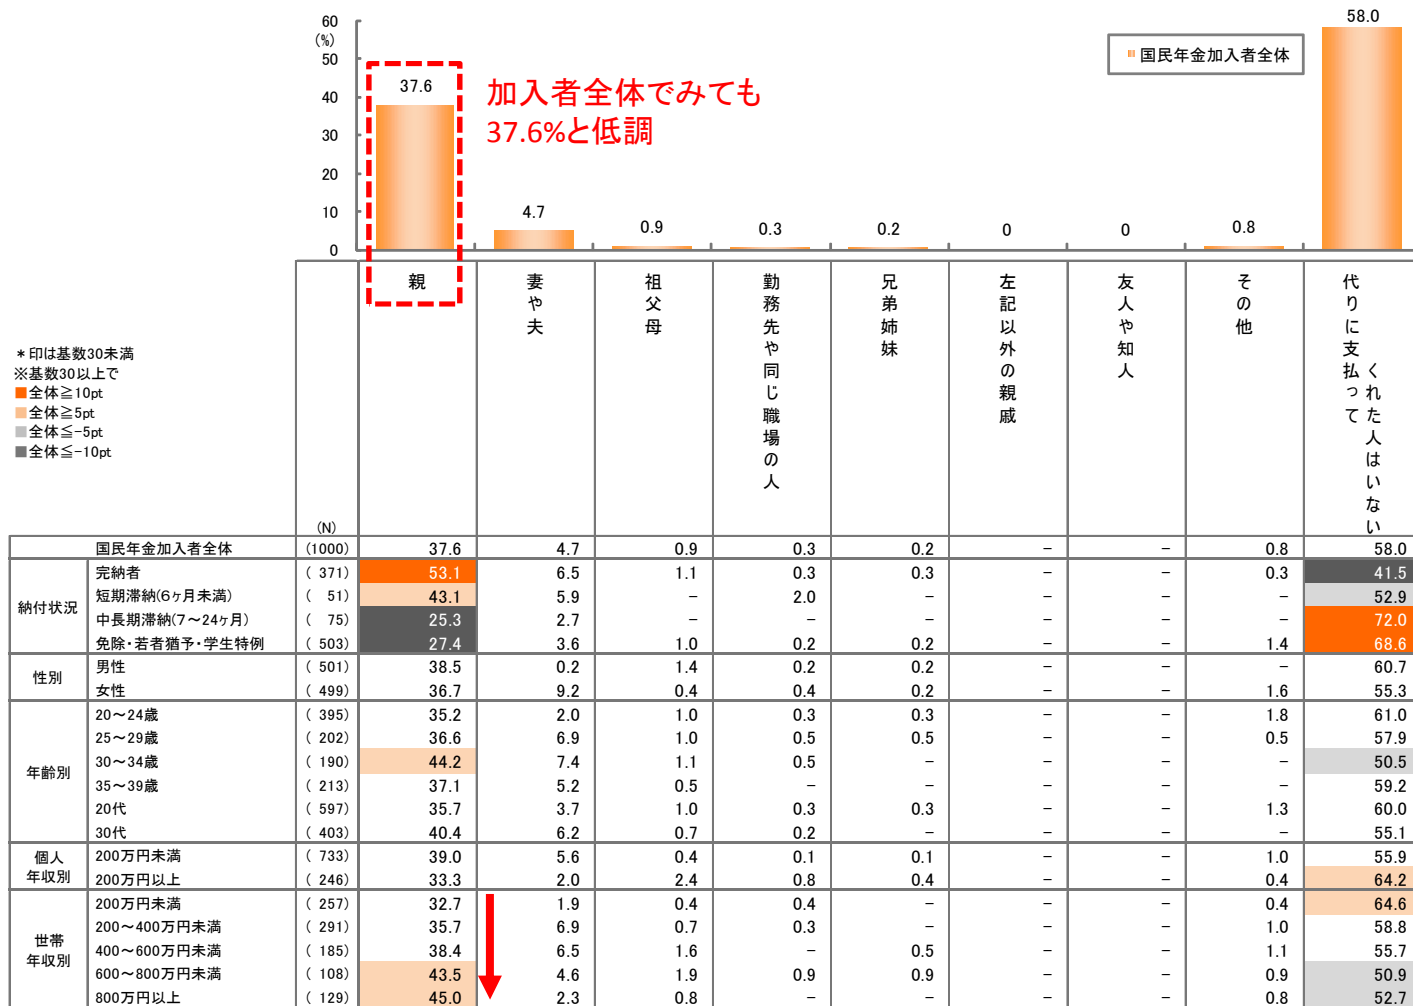 60
(%)
50
40
30
20
10
0
37.6
4.7
0.9
0.3
0.2
0
0
0.8
58.0
国民年金加入者全体
加入者全体でみても
37.6%と低調
親
妻や夫
祖父母
勤務先や同じ職場の人
兄弟姉妹
左記以外の親戚
友人や知人
その他
代りに支払って
くれた人はいない
*印は基数30未満
※基数30以上で
■全体≧10pt
■全体≧5pt
■全体≦-5pt
■全体≦-10pt
(N)
国民年金加入者全体 (1000) 37.6 4.7 0.9 0.3 0.2 - - 0.8 58.0
納付状況
完納者 ( 371) 53.1 6.5 1.1 0.3 0.3 - - 0.3 41.5
短期滞納(6ヶ月未満) ( 51) 43.1 5.9 - 2.0 - - - - 52.9
中長期滞納(7~24ヶ月) ( 75) 25.3 2.7 - - - - - - 72.0
免除・若者猶予・学生特例 ( 503) 27.4 3.6 1.0 0.2 0.2 - - 1.4 68.6
性別
男性 ( 501) 38.5 0.2 1.4 0.2 0.2 - - - 60.7
女性 ( 499) 36.7 9.2 0.4 0.4 0.2 - - 1.6 55.3
年齢別
20~24歳 ( 395) 35.2 2.0 1.0 0.3 0.3 - - 1.8 61.0
25~29歳 ( 202) 36.6 6.9 1.0 0.5 0.5 - - 0.5 57.9
30~34歳 ( 190) 44.2 7.4 1.1 0.5 - - - - 50.5
35~39歳 ( 213) 37.1 5.2 0.5 - - - - - 59.2
20代 ( 597) 35.7 3.7 1.0 0.3 0.3 - - 1.3 60.0
30代 ( 403) 40.4 6.2 0.7 0.2 - - - - 55.1
個人
年収別
200万円未満 ( 733) 39.0 5.6 0.4 0.1 0.1 - - 1.0 55.9
200万円以上 ( 246) 33.3 2.0 2.4 0.8 0.4 - - 0.4 64.2
世帯
年収別
200万円未満 ( 257) 32.7 1.9 0.4 0.4 - - - 0.4 64.6
200~400万円未満 ( 291) 35.7 6.9 0.7 0.3 - - - 1.0 58.8
400~600万円未満 ( 185) 38.4 6.5 1.6 - 0.5 - - 1.1 55.7
600~800万円未満 ( 108) 43.5 4.6 1.9 0.9 0.9 - - 0.9 50.9
800万円以上 ( 129) 45.0 2.3 0.8 - - - - 0.8 52.7